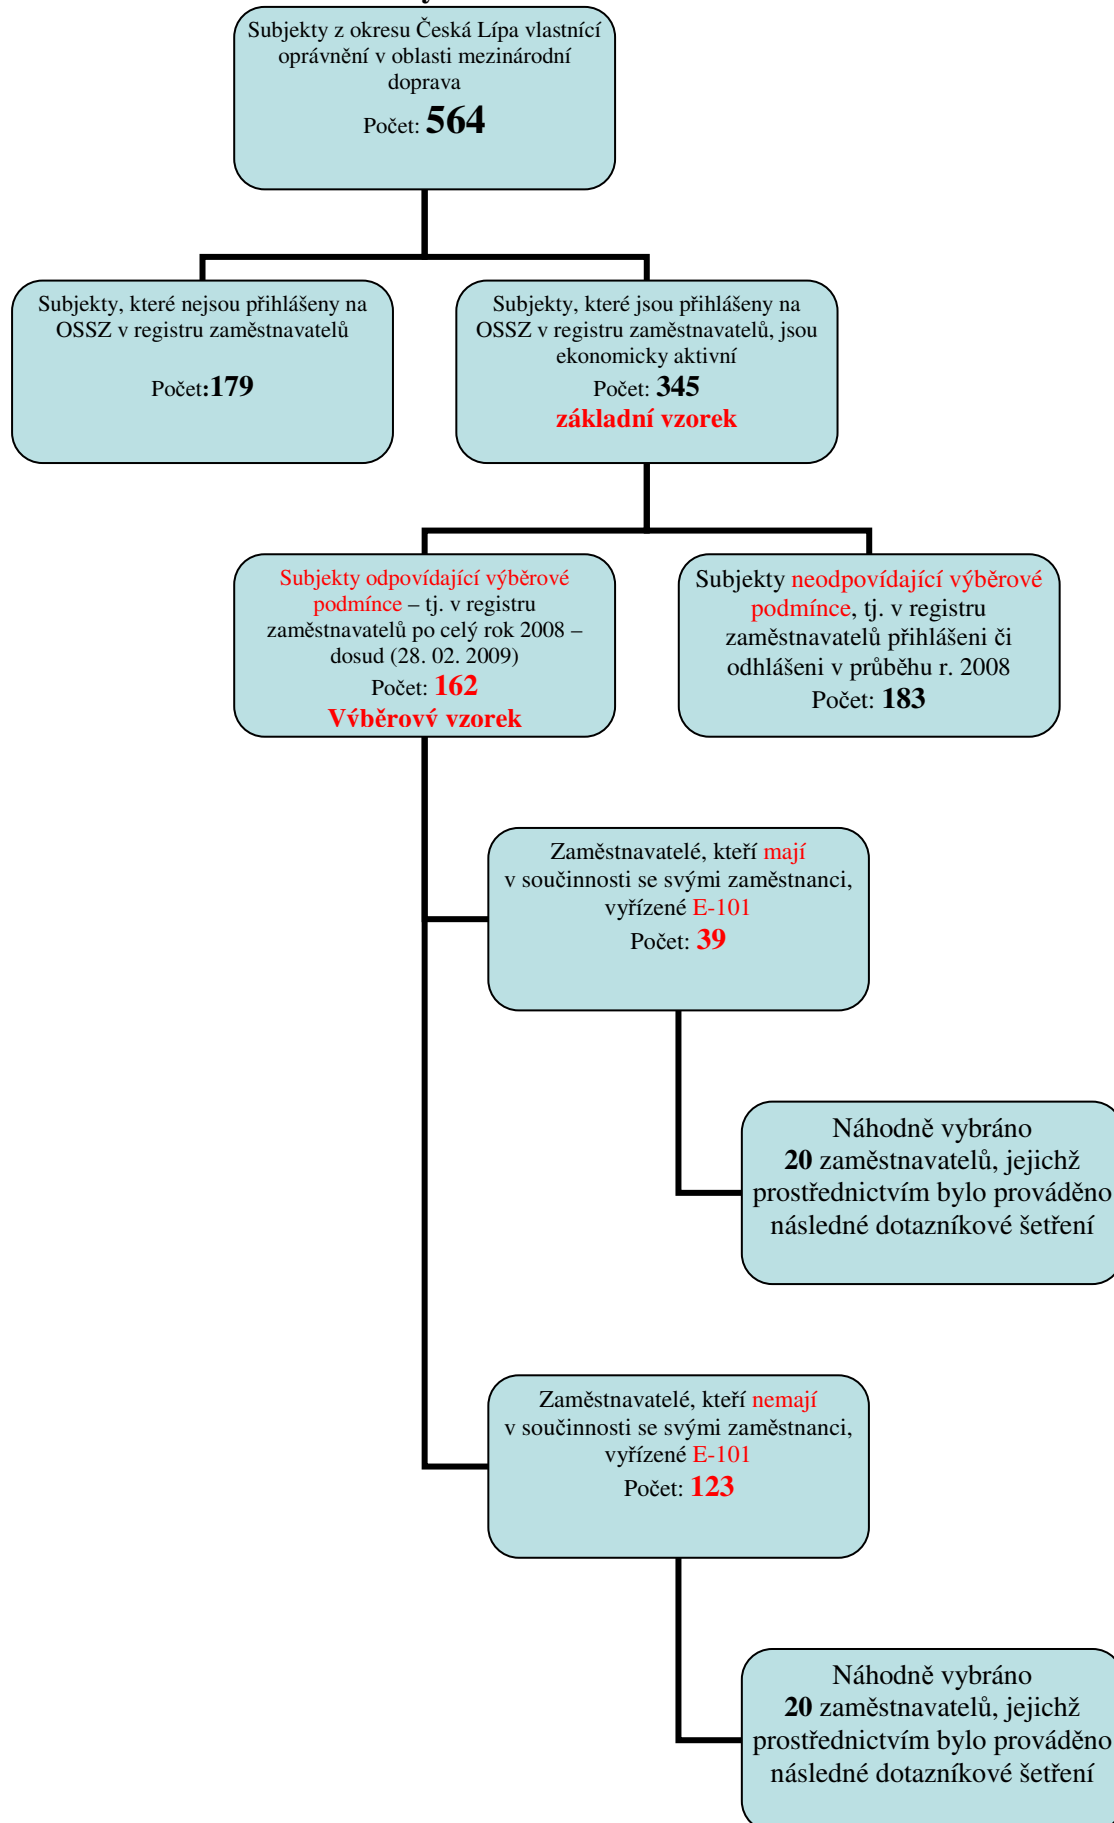 Subjekty z okresu Česká Lípa vlastnící
oprávnění v oblasti mezinárodní
doprava
Počet: 564
Subjekty, které nejsou přihlášeny na
OSSZ v registru zaměstnavatelů
Počet:179
Subjekty, které jsou přihlášeny na
OSSZ v registru zaměstnavatelů, jsou
ekonomicky aktivní
Počet: 345
základní vzorek
Subjekty odpovídající výběrové
podmínce – tj. v registru
zaměstnavatelů po celý rok 2008 –
dosud (28. 02. 2009)
Počet: 162
Výběrový vzorek
Subjekty neodpovídající výběrové
podmínce, tj. v registru
zaměstnavatelů přihlášeni či
odhlášeni v průběhu r. 2008
Počet: 183
Zaměstnavatelé, kteří mají
v součinnosti se svými zaměstnanci,
vyřízené E-101
Počet: 39
Náhodně vybráno
20 zaměstnavatelů, jejichž
prostřednictvím bylo prováděno
následné dotazníkové šetření
Zaměstnavatelé, kteří nemají
v součinnosti se svými zaměstnanci,
vyřízené E-101
Počet: 123
Náhodně vybráno
20 zaměstnavatelů, jejichž
prostřednictvím bylo prováděno
následné dotazníkové šetření